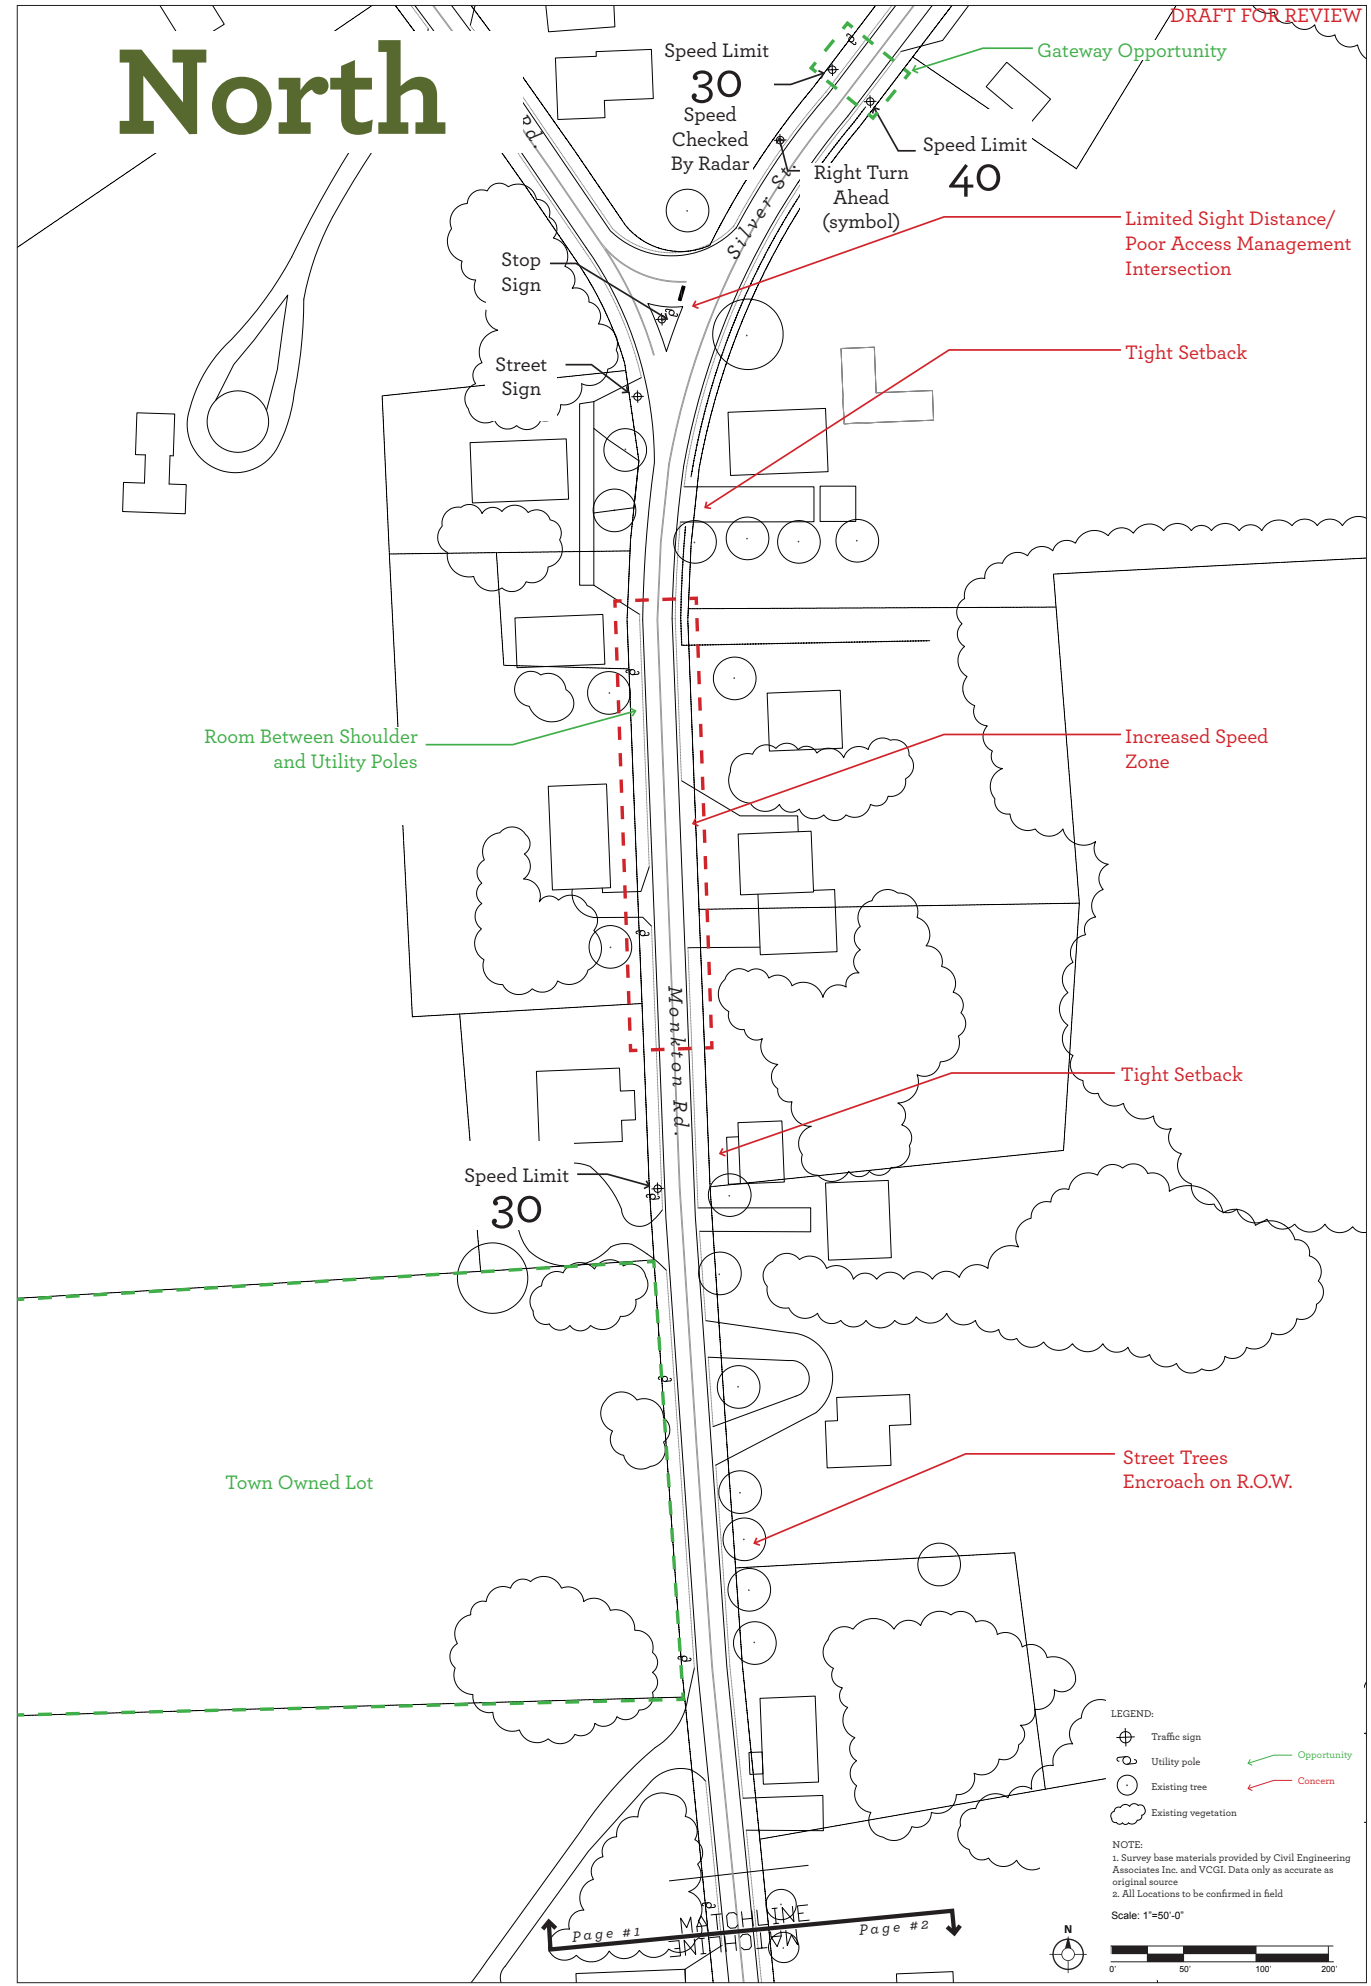 DRAFT FOR REVIEW
North
Speed Limit
30
Speed
Checked
By Radar
Gateway Opportunity
Speed Limit
40
Right Turn
Ahead
(symbol)
Silver St.
Limited Sight Distance/
Poor Access Management
Intersection
Stop
Sign
Street
Sign
Tight Setback
Room Between Shoulder
and Utility Poles
Increased Speed
Zone
Monkton Rd.
Tight Setback
Speed Limit
30
Town Owned Lot
Street Trees
Encroach on R.O.W.
LEGEND:
Traffic sign
Utility pole
Existing tree
Existing vegetation
Opportunity
Concern
NOTE:
1. Survey base materials provided by Civil Engineering
Associates Inc. and VCGI. Data only as accurate as
original source
2. All Locations to be confirmed in field
Scale: 1"=50'-0"
N
0'
50'
100'
200'
Page #1
MATCHLINE
MATCHLINE
Page #2